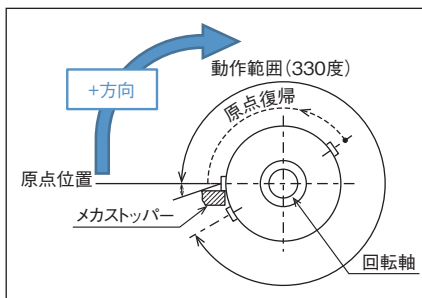 動作範囲(330度)
+方向
原点復帰
原点位置
メカストッパー
回転軸